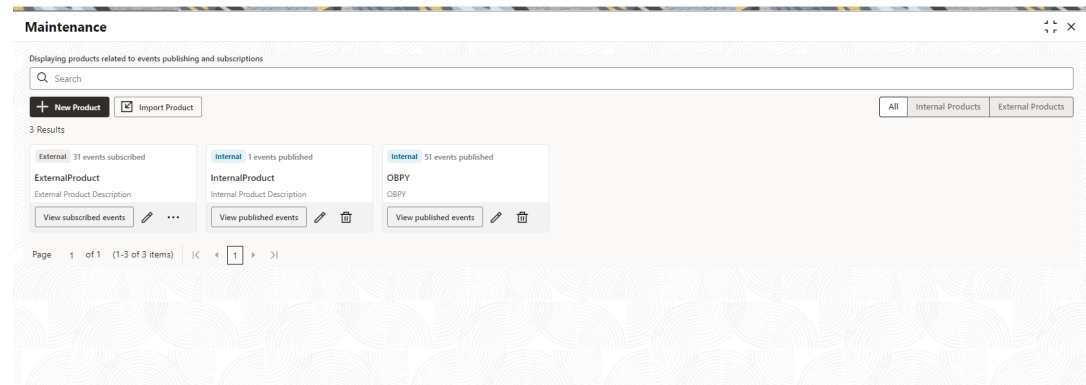 Maintenance
Displaying products related to events publishing and subscriptions
Search
New Product Import Product All Internal Products External Products
3 Results
External 31 events subscribed Internal 1 events published Internal 51 events published
ExternalProduct InternalProduct OBPY
External Product Description Internal Product Description OBPY
View subscribed events View published events View published events
Page 1 of 1 (1-3 of 3 items) 1